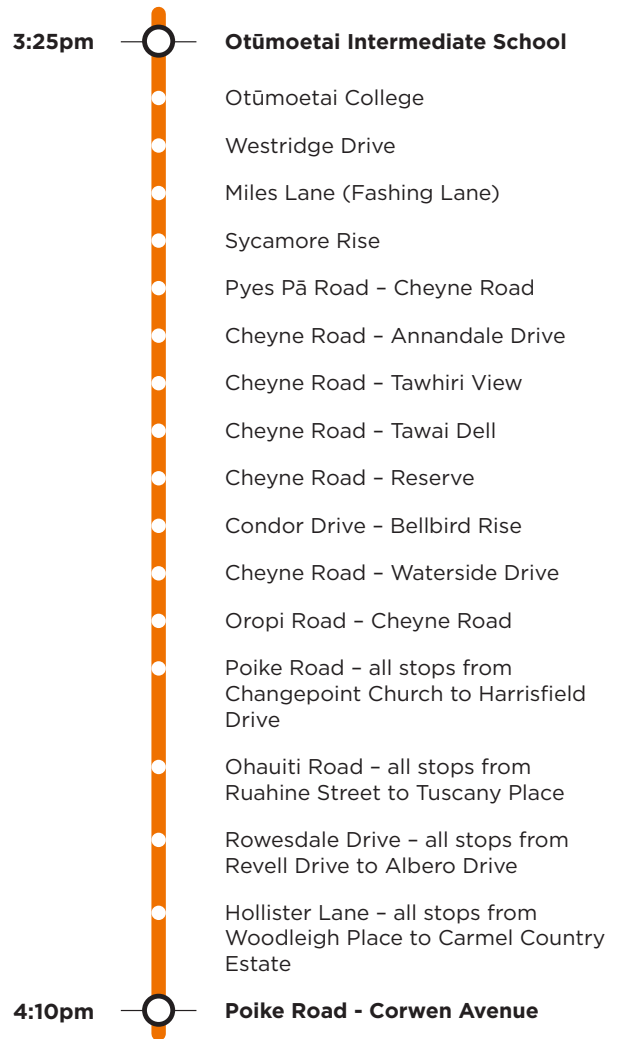 3:25pm Otūmoetai Intermediate School
Otūmoetai College
Westridge Drive
Miles Lane (Fashing Lane)
Sycamore Rise
Pyes Pā Road – Cheyne Road
Cheyne Road – Annandale Drive
Cheyne Road – Tawhiri View
Cheyne Road – Tawai Dell
Cheyne Road – Reserve
Condor Drive – Bellbird Rise
Cheyne Road – Waterside Drive
Oropi Road – Cheyne Road
Poike Road – all stops from
Changepoint Church to Harrisfield
Drive
Ohauiti Road – all stops from
Ruahine Street to Tuscany Place
Rowesdale Drive – all stops from
Revell Drive to Albero Drive
Hollister Lane – all stops from
Woodleigh Place to Carmel Country
Estate
4:10pm Poike Road - Corwen Avenue